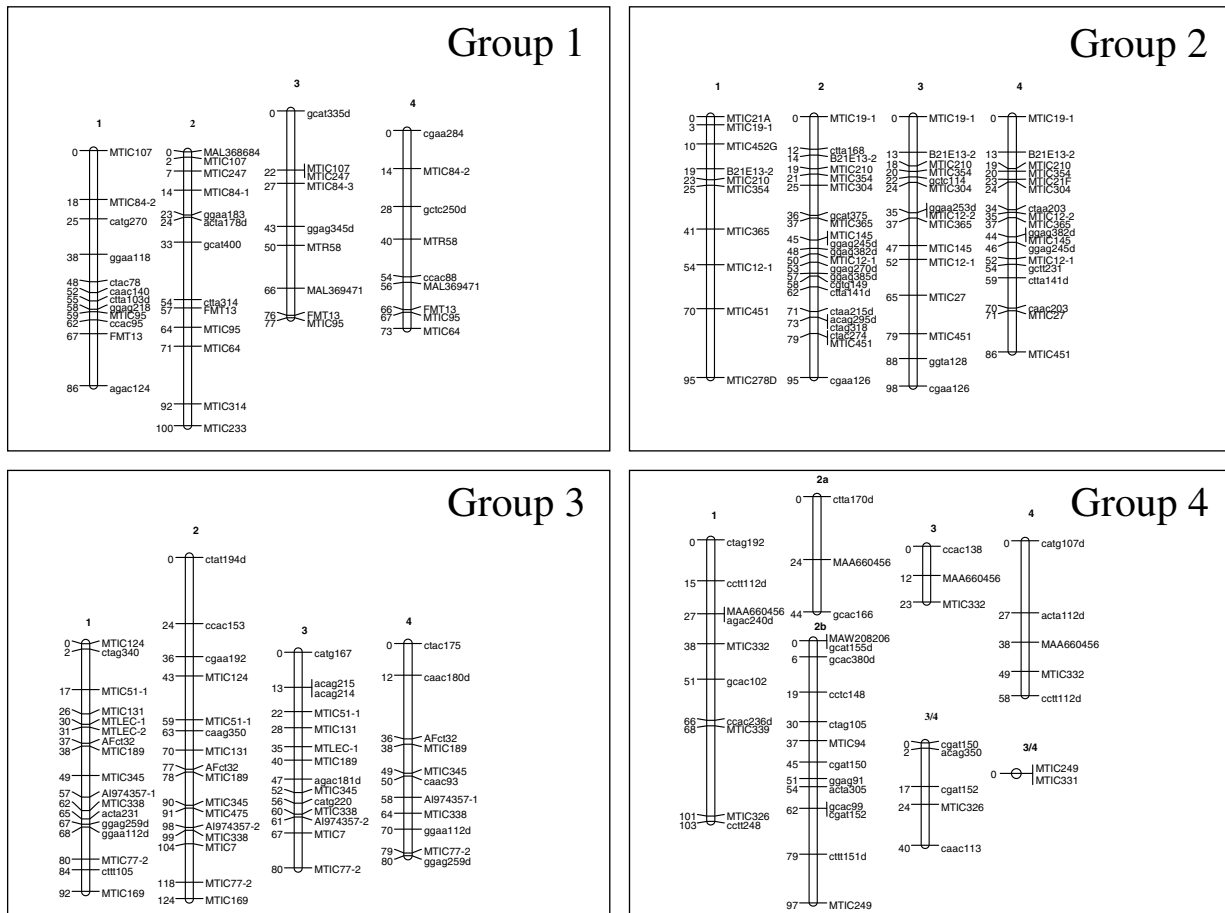 Group 1
1
0 MTIC107
18 MTIC84-2
25 catg270
38 ggaa118
48 ctac78
52 caac140
55 ctta103d
58 ggag218
59 MTIC95
62 ccac95
67 FMT13
86 agac124
2
0 MAL368684
2 MTIC107
7 MTIC247
14 MTIC84-1
23 ggaa183
24 acta178d
33 gcat400
54 ctta314
57 FMT13
64 MTIC95
71 MTIC64
92 MTIC314
100 MTIC233
3
0 gcat335d
22 MTIC107
MTIC247
27 MTIC84-3
43 ggag345d
50 MTR58
66 MAL369471
76 FMT13
77 MTIC95
4
0 cgaa284
14 MTIC84-2
28 gctc250d
40 MTR58
54 ccac88
56 MAL369471
66 FMT13
67 MTIC95
73 MTIC64
Group 2
1
0 MTIC21A
3 MTIC19-1
10 MTIC452G
19 B21E13-2
23 MTIC210
25 MTIC354
41 MTIC365
54 MTIC12-1
70 MTIC451
95 MTIC278D
2
0 MTIC19-1
12 ctta168
14 B21E13-2
19 MTIC210
21 MTIC354
25 MTIC304
36 gcat375
37 MTIC365
45 MTIC145
ggag245d
48 ggag382d
50 MTIC12-1
53 ggag270d
57 ggag385d
58 cgtg149
62 ctta141d
71 ctaa215d
73 acag295d
ctag318
79 ctac274
MTIC451
95 cgaa126
3
0 MTIC19-1
13 B21E13-2
18 MTIC210
20 MTIC354
22 gctc114
24 MTIC304
35 ggaa253d
MTIC12-2
37 MTIC365
47 MTIC145
52 MTIC12-1
65 MTIC27
79 MTIC451
88 ggta128
98 cgaa126
4
0 MTIC19-1
13 B21E13-2
19 MTIC210
20 MTIC354
23 MTIC21F
24 MTIC304
34 ctaa203
35 MTIC12-2
37 MTIC365
44 ggag382d
MTIC145
46 ggag245d
52 MTIC12-1
54 gctt231
59 ctta141d
70 caac203
71 MTIC27
86 MTIC451
Group 3
1
0 MTIC124
2 ctag340
17 MTIC51-1
26 MTIC131
30 MTLEC-1
31 MTLEC-2
37 AFct32
38 MTIC189
49 MTIC345
57 AI974357-1
62 MTIC338
65 acta231
67 ggag259d
68 ggaa112d
80 MTIC77-2
84 cttt105
92 MTIC169
2
0 ctat194d
24 ccac153
36 cgaa192
43 MTIC124
59 MTIC51-1
63 caag350
70 MTIC131
77 AFct32
78 MTIC189
90 MTIC345
91 MTIC475
98 AI974357-2
99 MTIC338
104 MTIC7
118 MTIC77-2
124 MTIC169
3
0 catg167
13 acag215
acag214
22 MTIC51-1
28 MTIC131
35 MTLEC-1
40 MTIC189
47 agac181d
52 MTIC345
56 catg220
60 MTIC338
61 AI974357-2
67 MTIC7
80 MTIC77-2
4
0 ctac175
12 caac180d
36 AFct32
38 MTIC189
49 MTIC345
50 caac93
58 AI974357-1
64 MTIC338
70 ggaa112d
79 MTIC77-2
80 ggag259d
Group 4
1
0 ctag192
15 cctt112d
27 MAA660456
agac240d
38 MTIC332
51 gcac102
66 ccac236d
68 MTIC339
101 MTIC326
103 cctt248
2a
0 ctta170d
24 MAA660456
44 gcac166
2b
0 MAW208206
gcat155d
6 gcac380d
19 cctc148
30 ctag105
37 MTIC94
45 cgat150
51 ggag91
54 acta305
62 gcac99
cgat152
79 cttt151d
97 MTIC249
3
0 ccac138
12 MAA660456
23 MTIC332
4
0 catg107d
27 acta112d
38 MAA660456
49 MTIC332
58 cctt112d
3/4
0 cgat150
2 acag350
17 cgat152
24 MTIC326
40 caac113
3/4
0 MTIC249
MTIC331